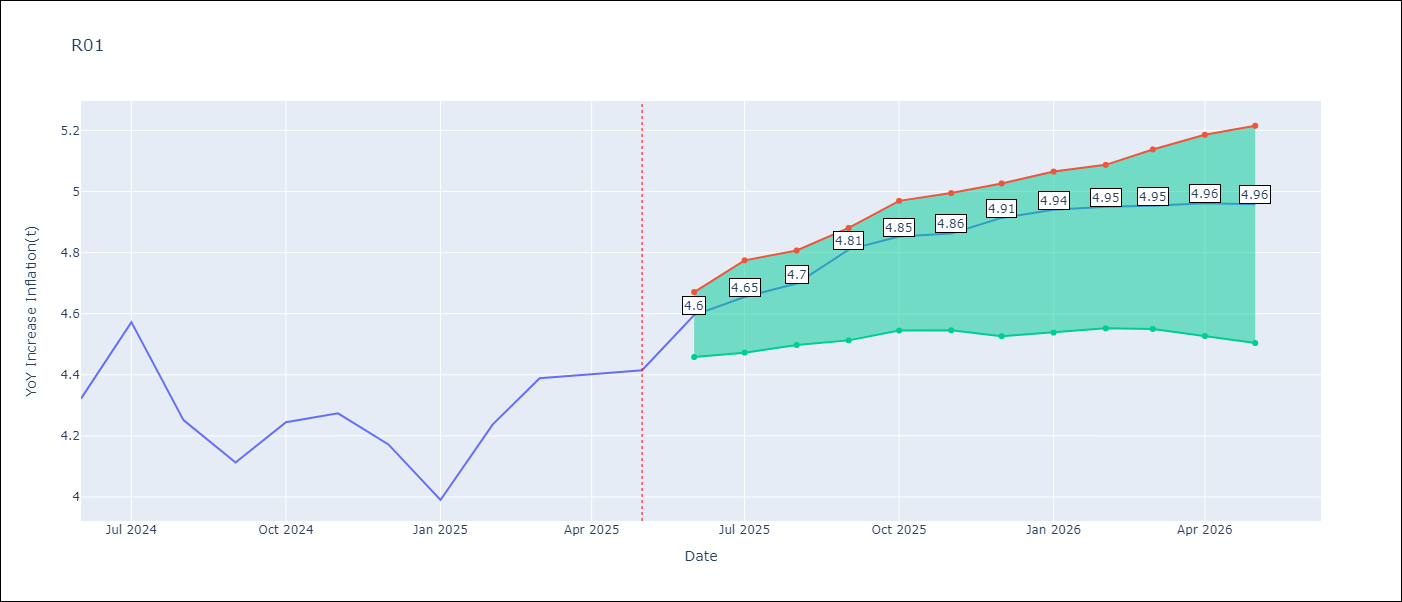 R01
YoY Increase Inflation(t)
5.2
5
4.8
4.6
4.4
4.2
4
4.6
4.65
4.7
4.81
4.85
4.86
4.91
4.94
4.95
4.95
4.96
4.96
Jul 2024
Oct 2024
Jan 2025
Apr 2025
Jul 2025
Oct 2025
Jan 2026
Apr 2026
Date